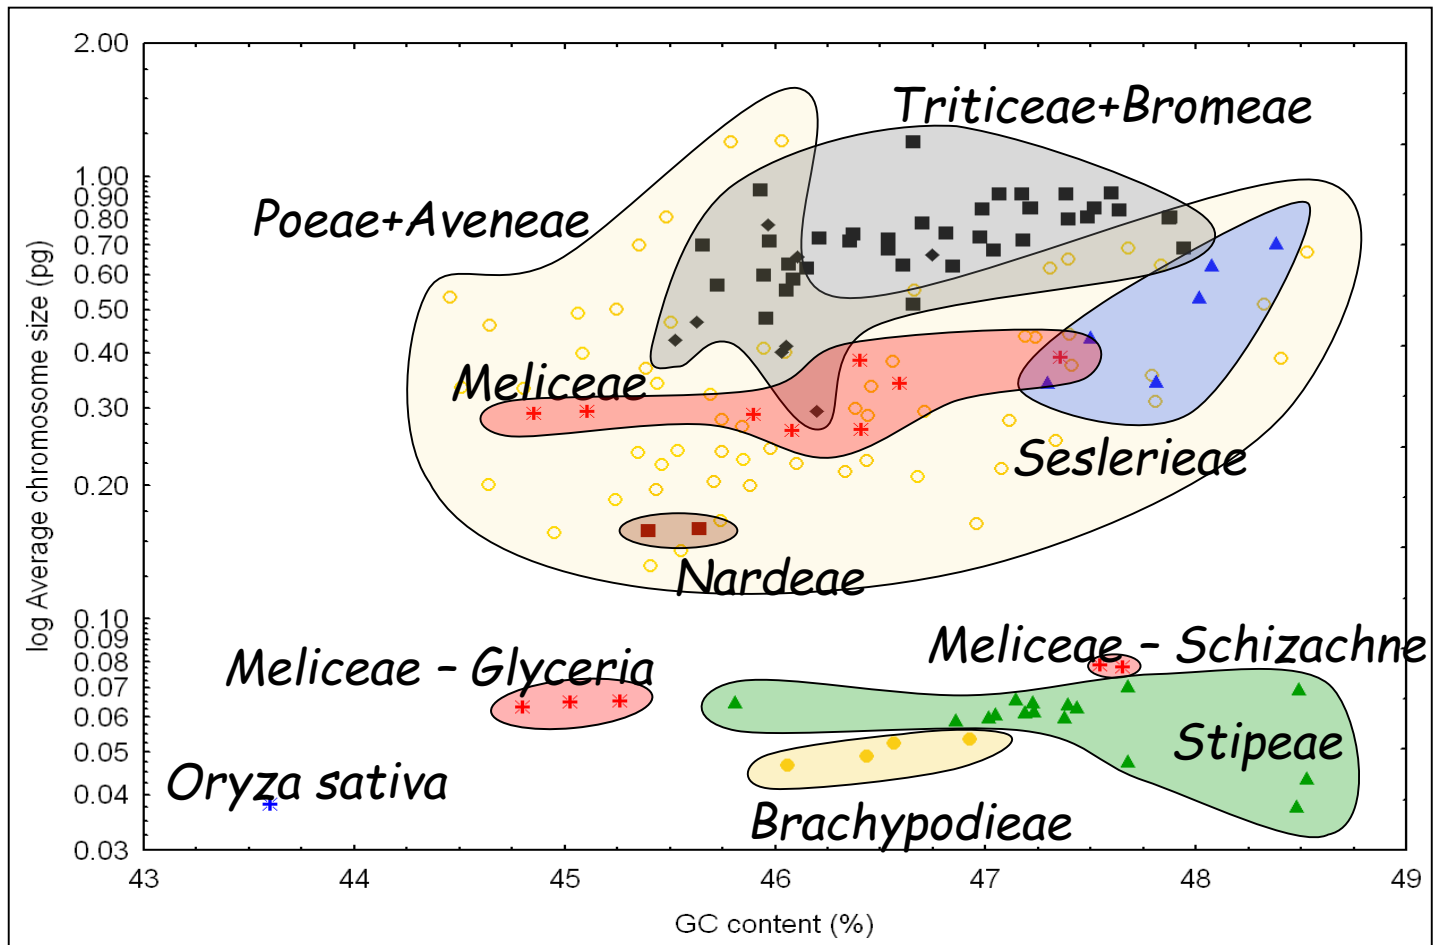 2.00
Triticeae+Bromeae
1.00
0.90
0.80
Poeae+Aveneae
0.70
0.60
0.50
0.40
Meliceae
0.30
Seslerieae
0.20
Nardeae
0.10
0.09
0.08
Meliceae – Schizachne
Meliceae – Glyceria
0.07
0.06
Stipeae
0.05
Oryza sativa
0.04
Brachypodieae
0.03
log Average chromosome size (pg)
43 44 45 46 47 48 49
GC content (%)